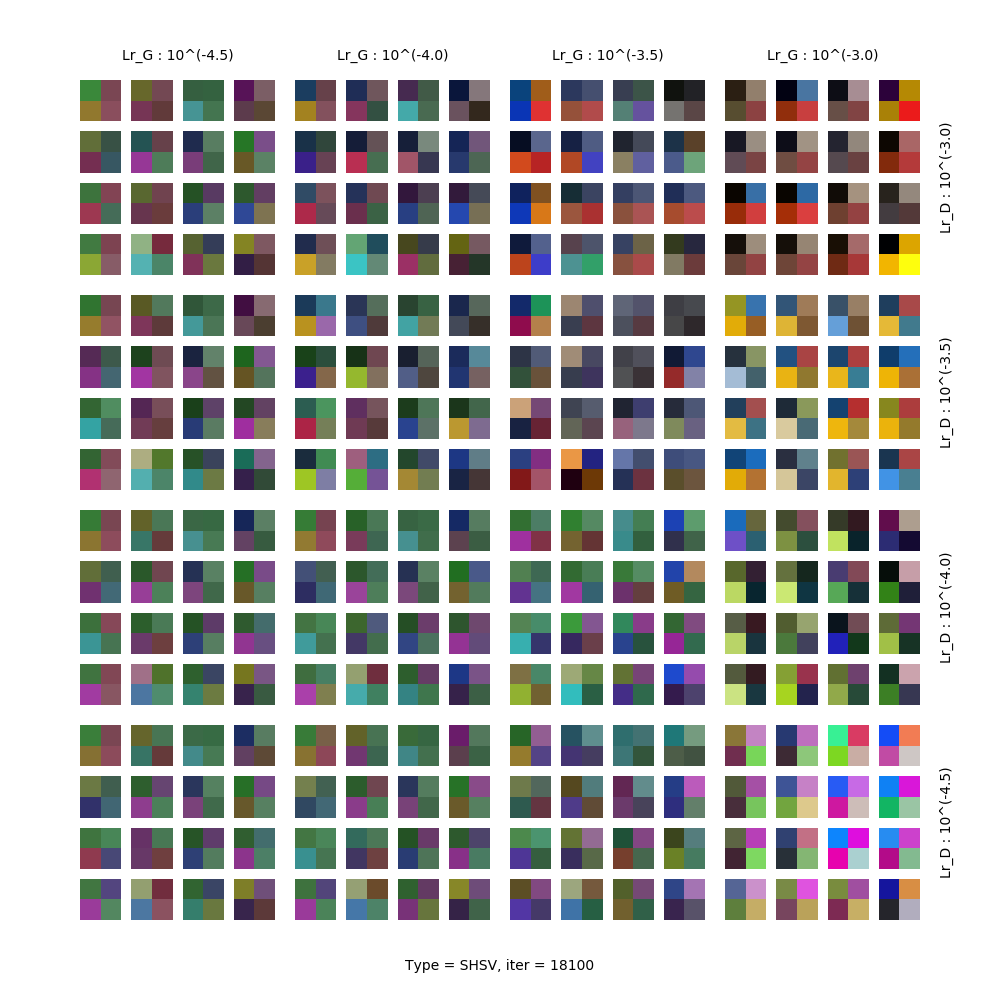 Lr_G : 10^(-4.5)
Lr_G : 10^(-4.0)
Lr_G : 10^(-3.5)
Lr_G : 10^(-3.0)
Lr_D : 10^(-3.0)
Lr_D : 10^(-3.5)
Lr_D : 10^(-4.0)
Lr_D : 10^(-4.5)
Type = SHSV, iter = 18100